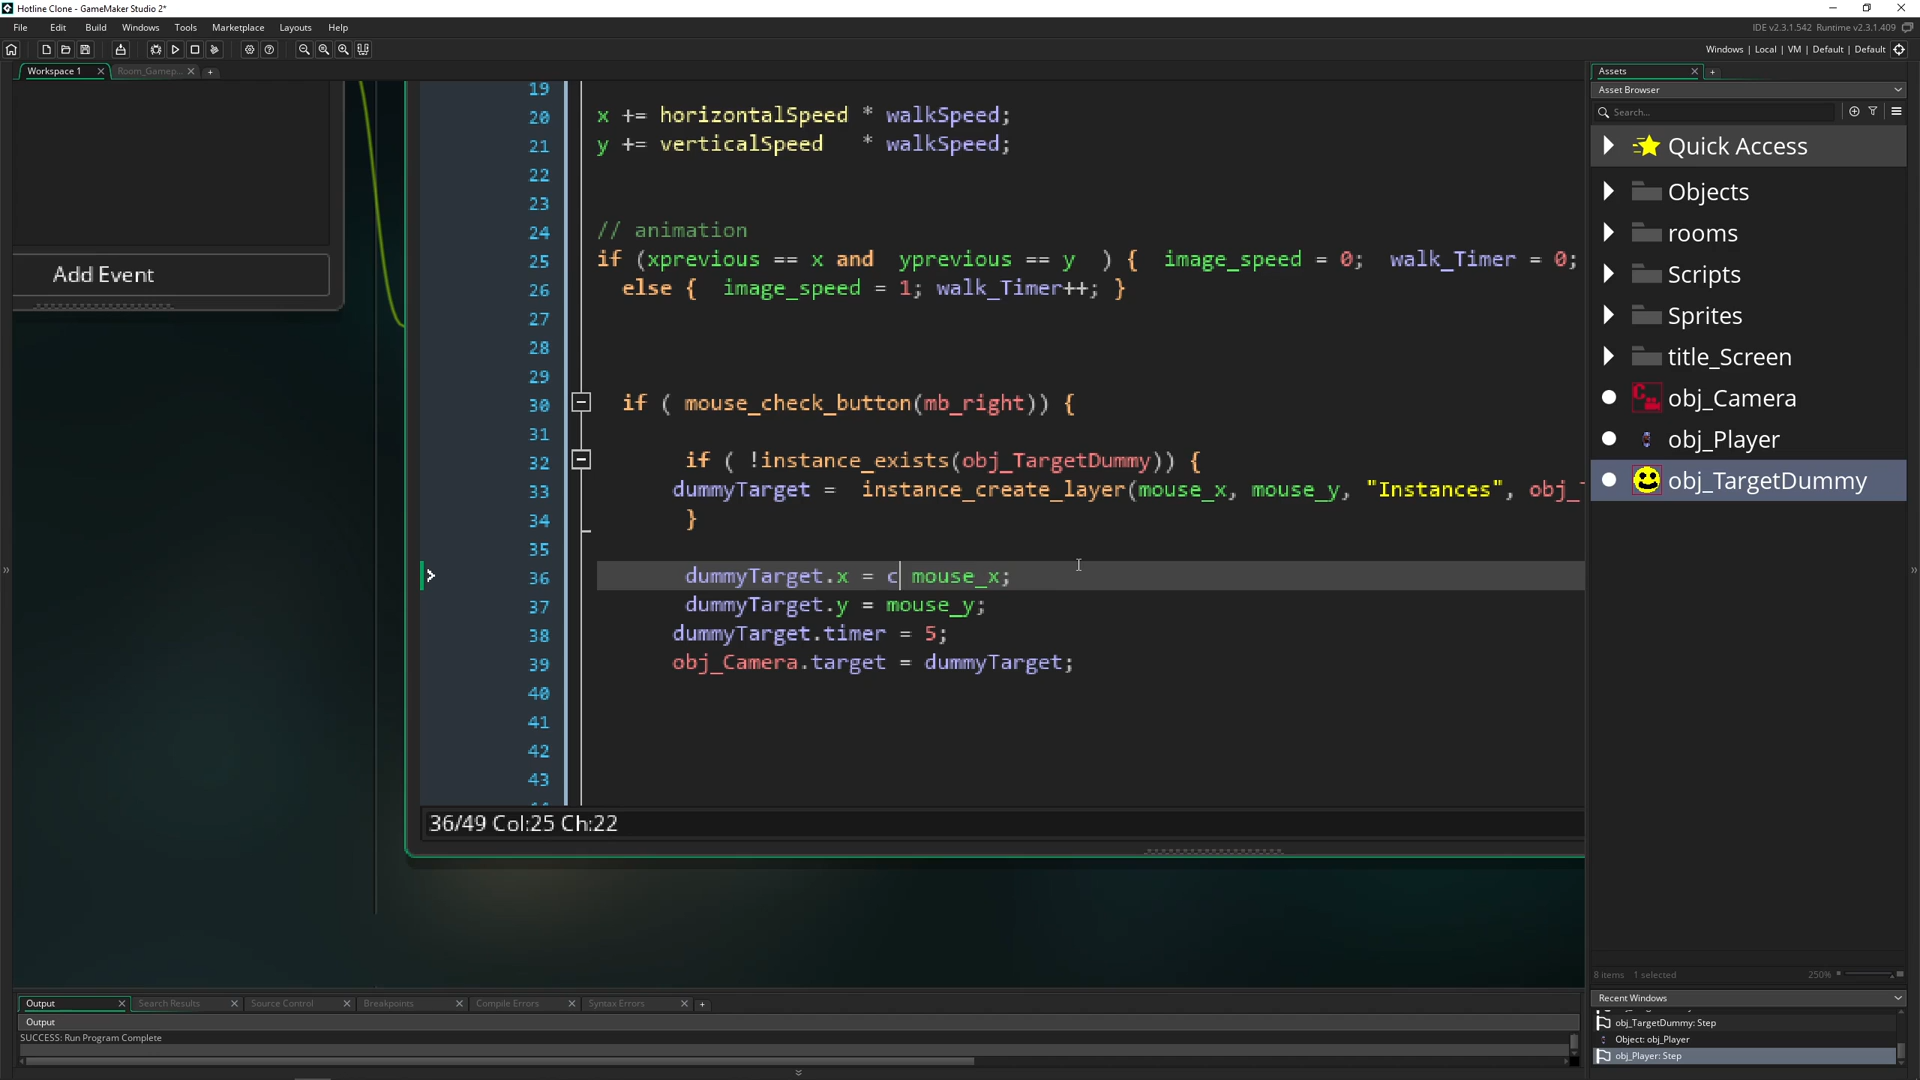 Hotline Clone - GameMaker Studio 2*
File Edit Build Windows Tools Marketplace Layouts Help
IDE v2.3.1.542 Runtime v2.3.1.409
Windows | Local | VM | Default | Default
Workspace 1
Room_Gamep...
Assets
Asset Browser
Search...
Quick Access
Objects
rooms
Scripts
Sprites
title_Screen
obj_Camera
obj_Player
obj_TargetDummy
Add Event
19
20 x += horizontalSpeed * walkSpeed;
21 y += verticalSpeed * walkSpeed;
22
23
24 // animation
25 if (xprevious == x and yprevious == y ) { image_speed = 0; walk_Timer = 0;
26 else { image_speed = 1; walk_Timer++; }
27
28
29
30 if ( mouse_check_button(mb_right)) {
31
32 if ( !instance_exists(obj_TargetDummy)) {
33 dummyTarget = instance_create_layer(mouse_x, mouse_y, "Instances", obj_
34 }
35
36 dummyTarget.x = c mouse_x;
37 dummyTarget.y = mouse_y;
38 dummyTarget.timer = 5;
39 obj_Camera.target = dummyTarget;
40
41
42
43
36/49 Col:25 Ch:22
8 items 1 selected
250%
Recent Windows
obj_TargetDummy: Step
Object: obj_Player
obj_Player: Step
Output Search Results Source Control Breakpoints Compile Errors Syntax Errors
Output
SUCCESS: Run Program Complete